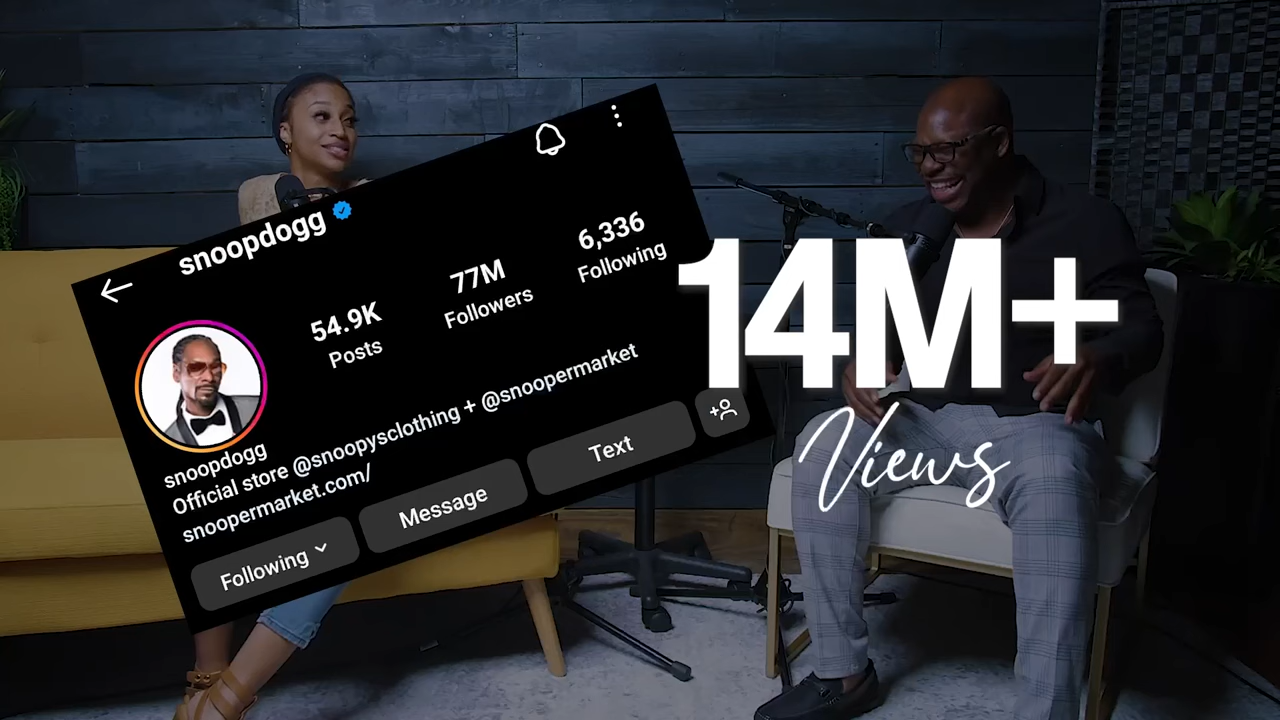 snoopdogg
54.9K
Posts
77M
Followers
6,336
Following
snoopdogg
Official store @snoopysclothing + @snoopermarket
snoopermarket.com/
Following
Message
Text
14M+
Views